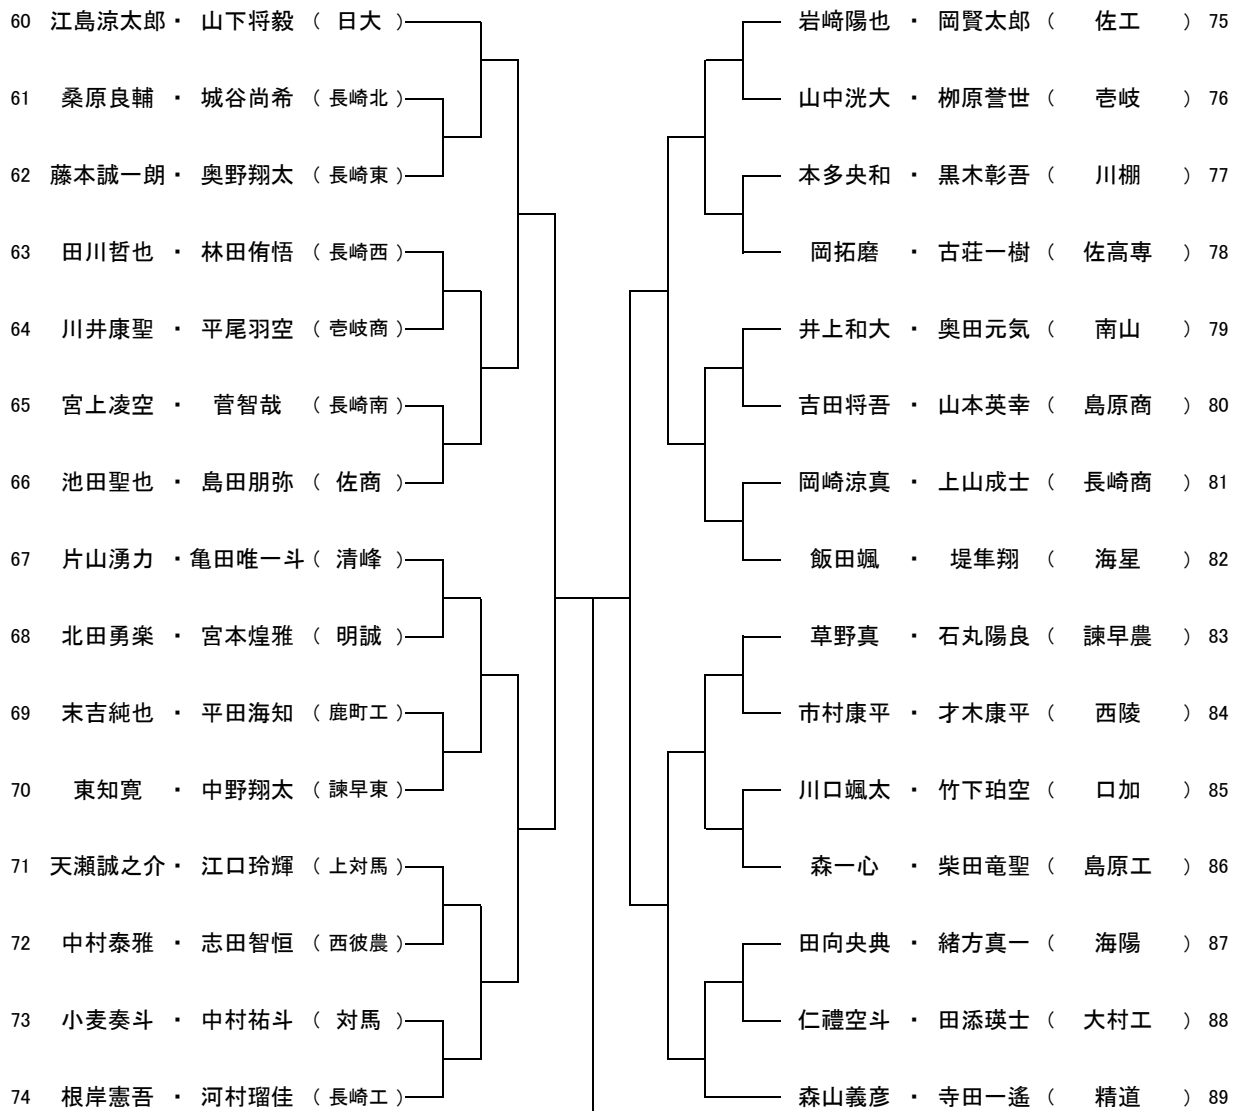 60 江島涼太郎・山下将毅（日大）
61 桑原良輔・城谷尚希（長崎北）
62 藤本誠一朗・奥野翔太（長崎東）
63 田川哲也・林田侑悟（長崎西）
64 川井康聖・平尾羽空（壱岐商）
65 宮上凌空・菅智哉（長崎南）
66 池田聖也・島田朋弥（佐商）
67 片山湧力・亀田唯一斗（清峰）
68 北田勇楽・宮本煌雅（明誠）
69 末吉純也・平田海知（鹿町工）
70 東知寛・中野翔太（諫早東）
71 天瀬誠之介・江口玲輝（上対馬）
72 中村泰雅・志田智恒（西彼農）
73 小麦奏斗・中村祐斗（対馬）
74 根岸憲吾・河村瑠佳（長崎工）
岩﨑陽也・岡賢太郎（佐工）75
山中洸大・栁原誉世（壱岐）76
本多央和・黒木彰吾（川棚）77
岡拓磨・古荘一樹（佐高専）78
井上和大・奥田元気（南山）79
吉田将吾・山本英幸（島原商）80
岡崎涼真・上山成士（長崎商）81
飯田颯・堤隼翔（海星）82
草野真・石丸陽良（諫早農）83
市村康平・才木康平（西陵）84
川口颯太・竹下珀空（口加）85
森一心・柴田竜聖（島原工）86
田向央典・緒方真一（海陽）87
仁禮空斗・田添瑛士（大村工）88
森山義彦・寺田一遙（精道）89